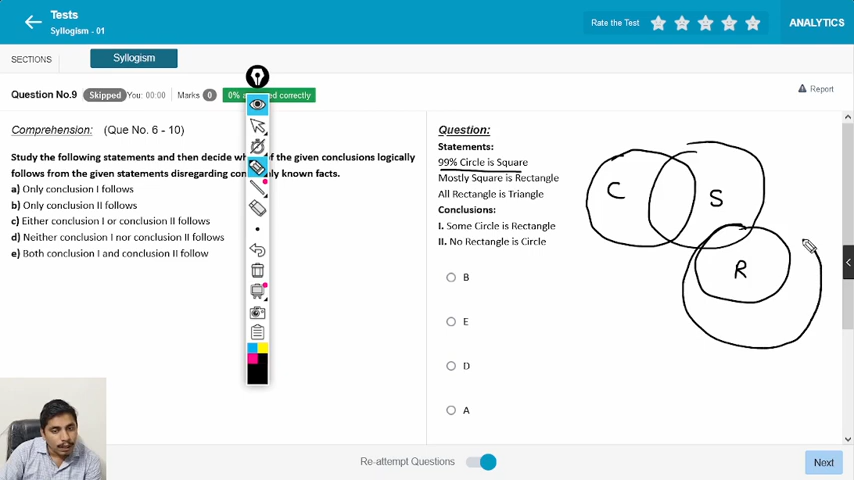 Tests
Syllogism - 01
Rate the Test
ANALYTICS
SECTIONS
Syllogism
Question No.9
Skipped
You: 00:00
Marks
0
0% a
ed correctly
Report
Comprehension: (Que No. 6 - 10)
Study the following statements and then decide w
f the given conclusions logically
follows from the given statements disregarding co
ly known facts.
a) Only conclusion I follows
b) Only conclusion II follows
c) Either conclusion I or conclusion II follows
d) Neither conclusion I nor conclusion II follows
e) Both conclusion I and conclusion II follow
Question:
Statements:
99% Circle is Square
Mostly Square is Rectangle
All Rectangle is Triangle
Conclusions:
I. Some Circle is Rectangle
II. No Rectangle is Circle
B
E
D
A
C
S
R
Re-attempt Questions
Next